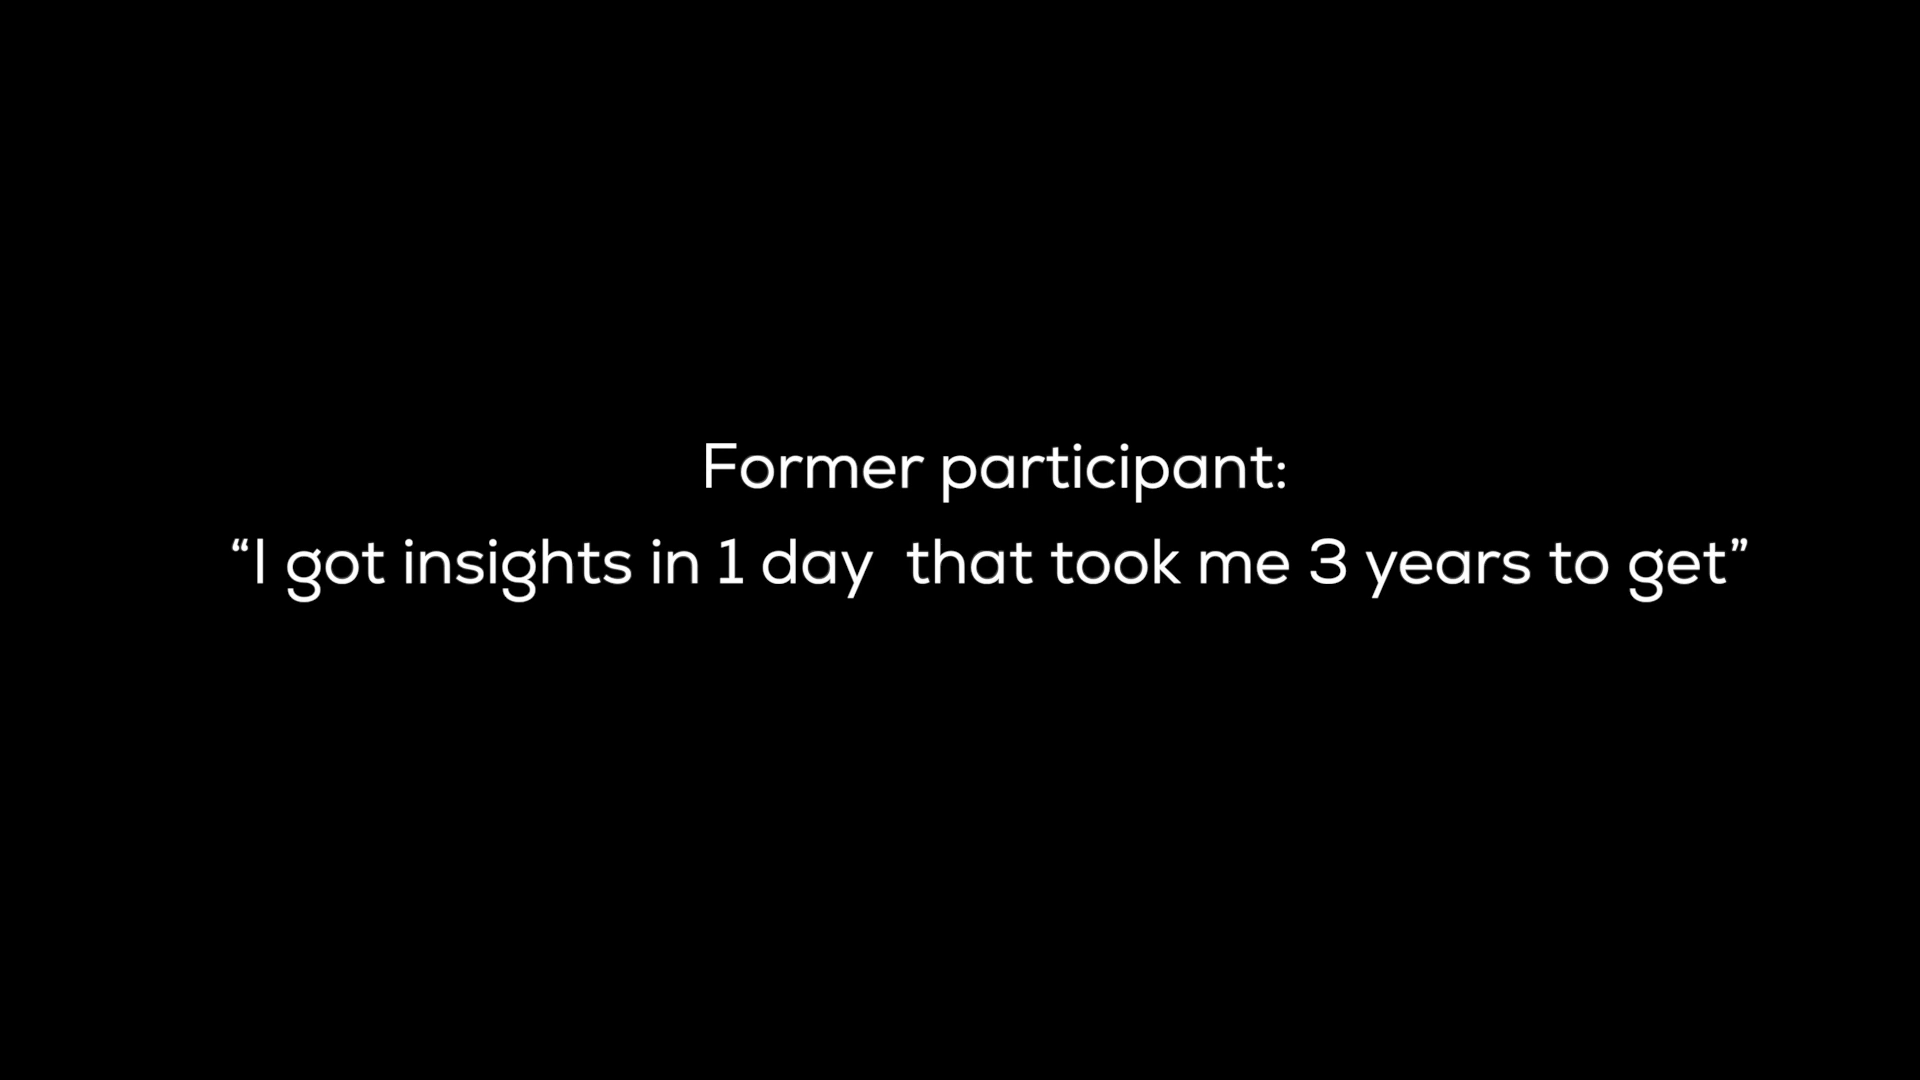 Former participant:
“I got insights in 1 day  that took me 3 years to get”